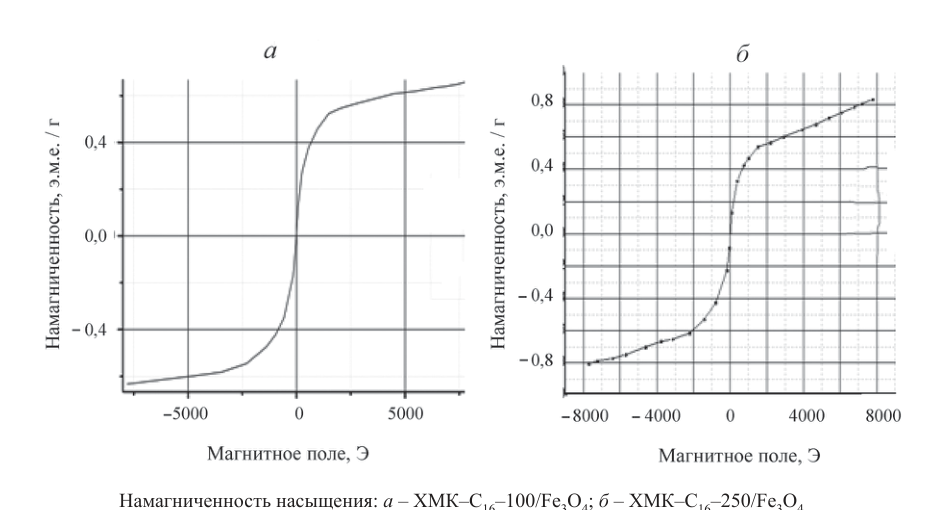 а
б
Намагниченность, э.м.е. / г
0,4
0,0
– 0,4
−5000
0
5000
Магнитное поле, Э
Намагниченность, э.м.е. / г
0,8
0,4
0,0
– 0,4
– 0,8
– 8000
– 4000
0
4000
8000
Магнитное поле, Э
Намагниченность насыщения: а – ХМК–C₁₆–100/Fe₃O₄; б – ХМК–C₁₆–250/Fe₃O₄